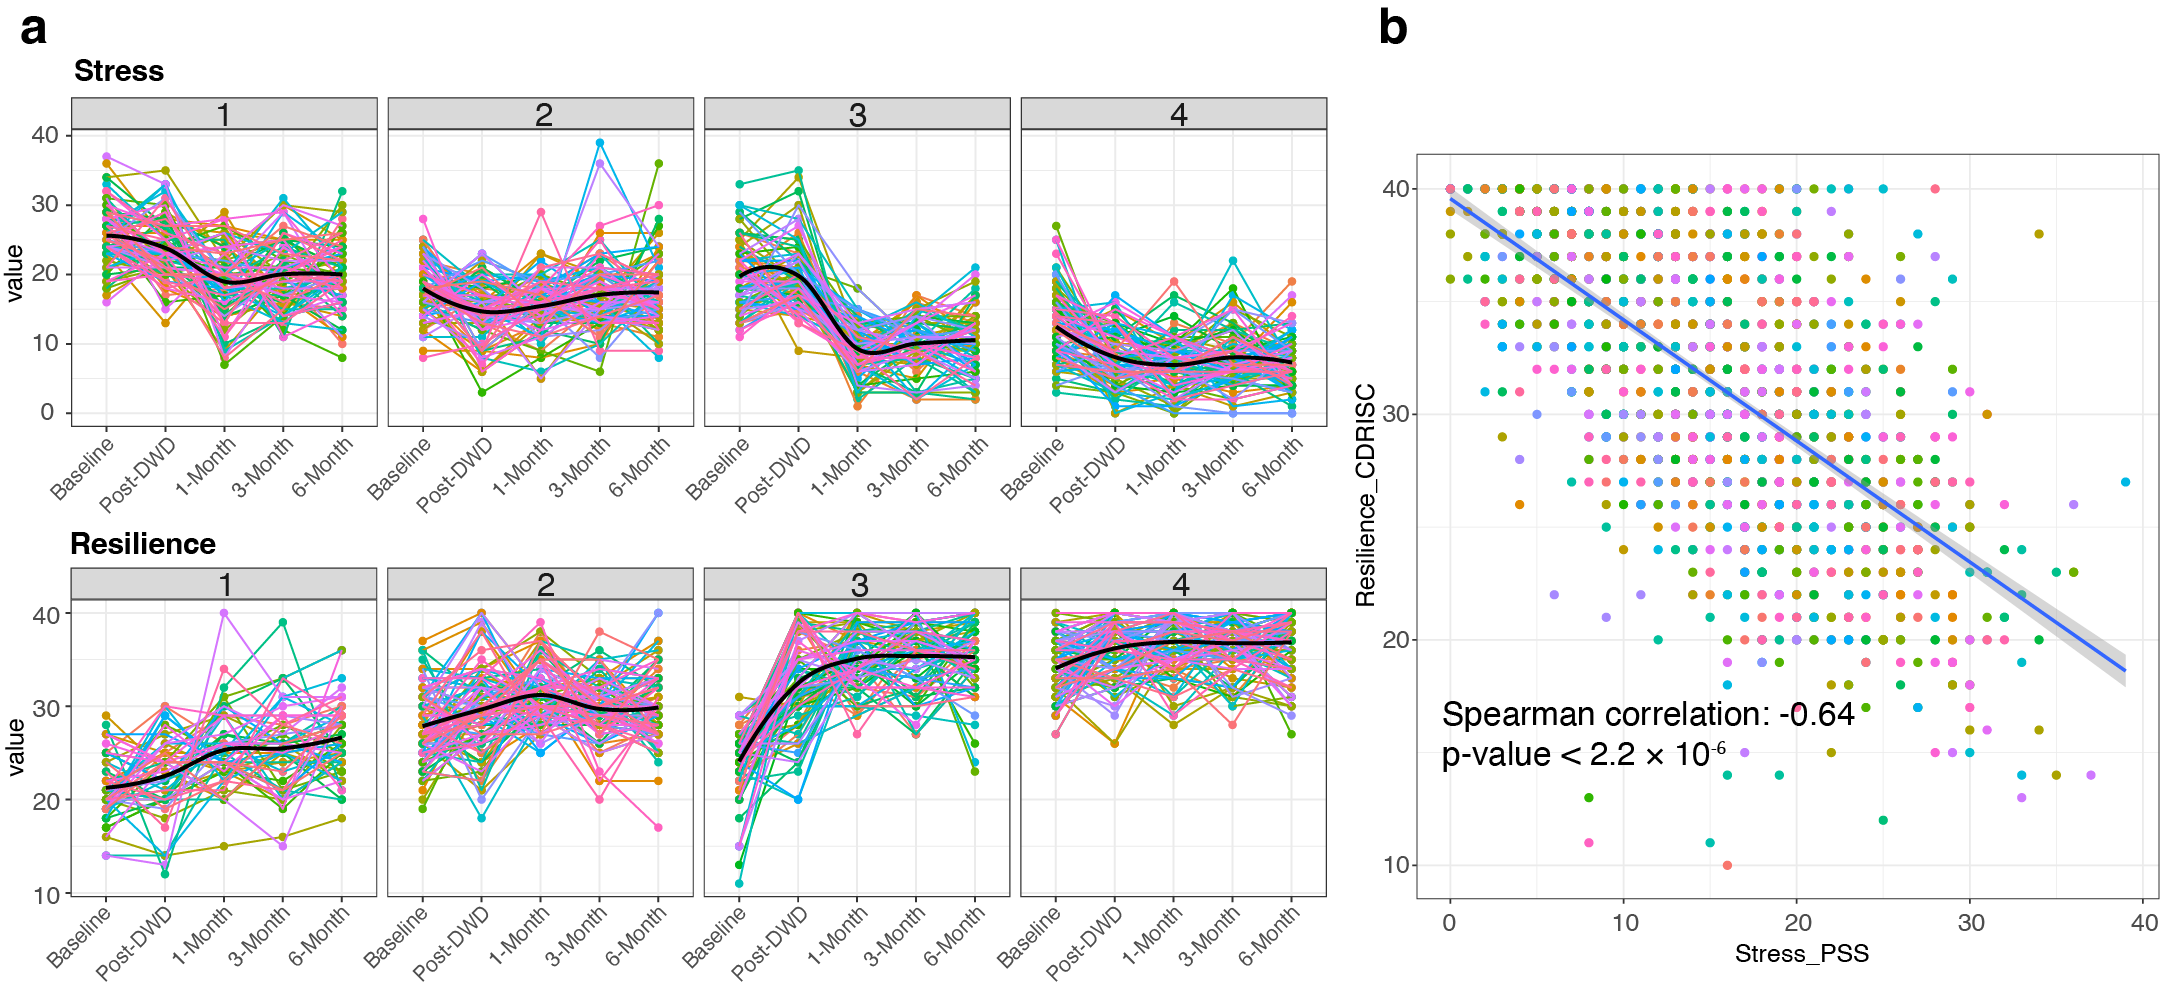 a
Stress
1 2 3 4
value
40
30
20
10
0
Baseline Post-DWD 1-Month 3-Month 6-Month
Baseline Post-DWD 1-Month 3-Month 6-Month
Baseline Post-DWD 1-Month 3-Month 6-Month
Baseline Post-DWD 1-Month 3-Month 6-Month
Resilience
1 2 3 4
value
40
30
20
10
Baseline Post-DWD 1-Month 3-Month 6-Month
Baseline Post-DWD 1-Month 3-Month 6-Month
Baseline Post-DWD 1-Month 3-Month 6-Month
Baseline Post-DWD 1-Month 3-Month 6-Month
b
Resilience_CDRISC
40
30
20
10
Spearman correlation: -0.64
p-value < 2.2 × 10⁻⁶
0 10 20 30 40
Stress_PSS